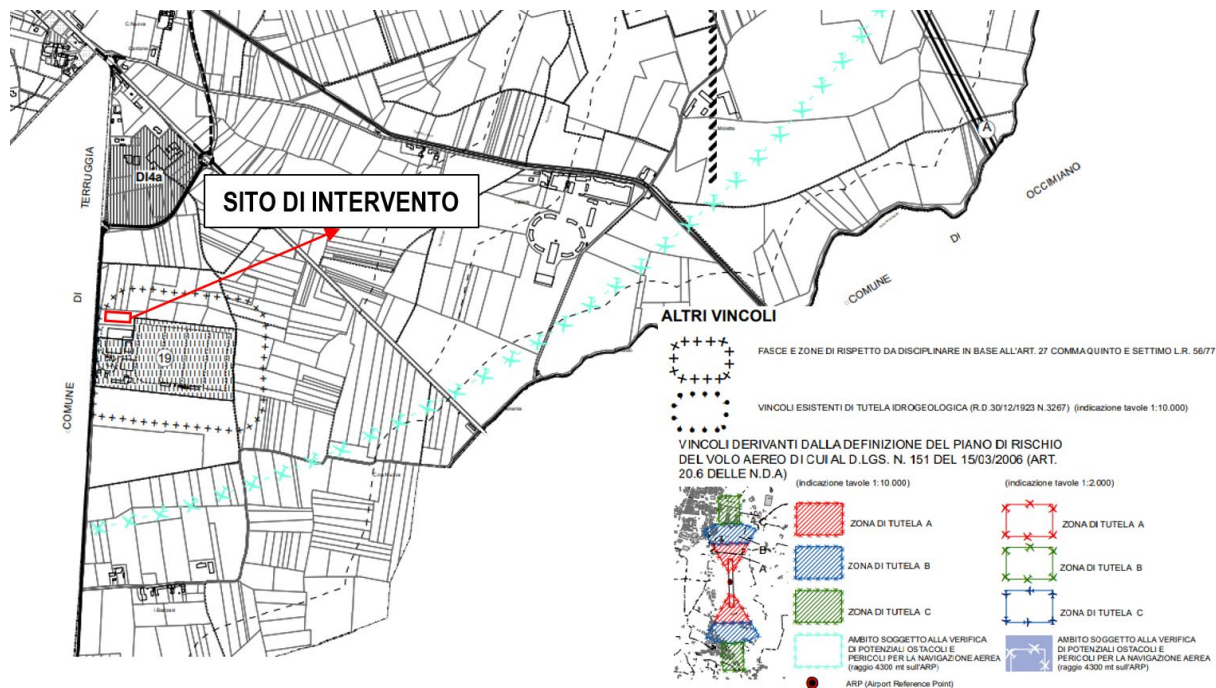 C.Nuova
Cantone
TERRUGGIA
DI4a
SITO DI INTERVENTO
A
OCCIMIANO
DI
COMUNE
DI
19
COMUNE
ALTRI VINCOLI
FASCE E ZONE DI RISPETTO DA DISCIPLINARE IN BASE ALL'ART. 27 COMMA QUINTO E SETTIMO L.R. 56/77
VINCOLI ESISTENTI DI TUTELA IDROGEOLOGICA (R.D.30/12/1923 N.3267) (indicazione tavole 1:10.000)
VINCOLI DERIVANTI DALLA DEFINIZIONE DEL PIANO DI RISCHIO
DEL VOLO AEREO DI CUI AL D.LGS. N. 151 DEL 15/03/2006 (ART.
20.6 DELLE N.D.A)
(indicazione tavole 1:10.000)
(indicazione tavole 1:2.000)
C
B
A
ZONA DI TUTELA A
ZONA DI TUTELA A
ZONA DI TUTELA B
ZONA DI TUTELA B
ZONA DI TUTELA C
ZONA DI TUTELA C
AMBITO SOGGETTO ALLA VERIFICA
DI POTENZIALI OSTACOLI E
PERICOLI PER LA NAVIGAZIONE AEREA
(raggio 4300 mt sull'ARP)
AMBITO SOGGETTO ALLA VERIFICA
DI POTENZIALI OSTACOLI E
PERICOLI PER LA NAVIGAZIONE AEREA
(raggio 4300 mt sull'ARP)
ARP (Airport Reference Point)